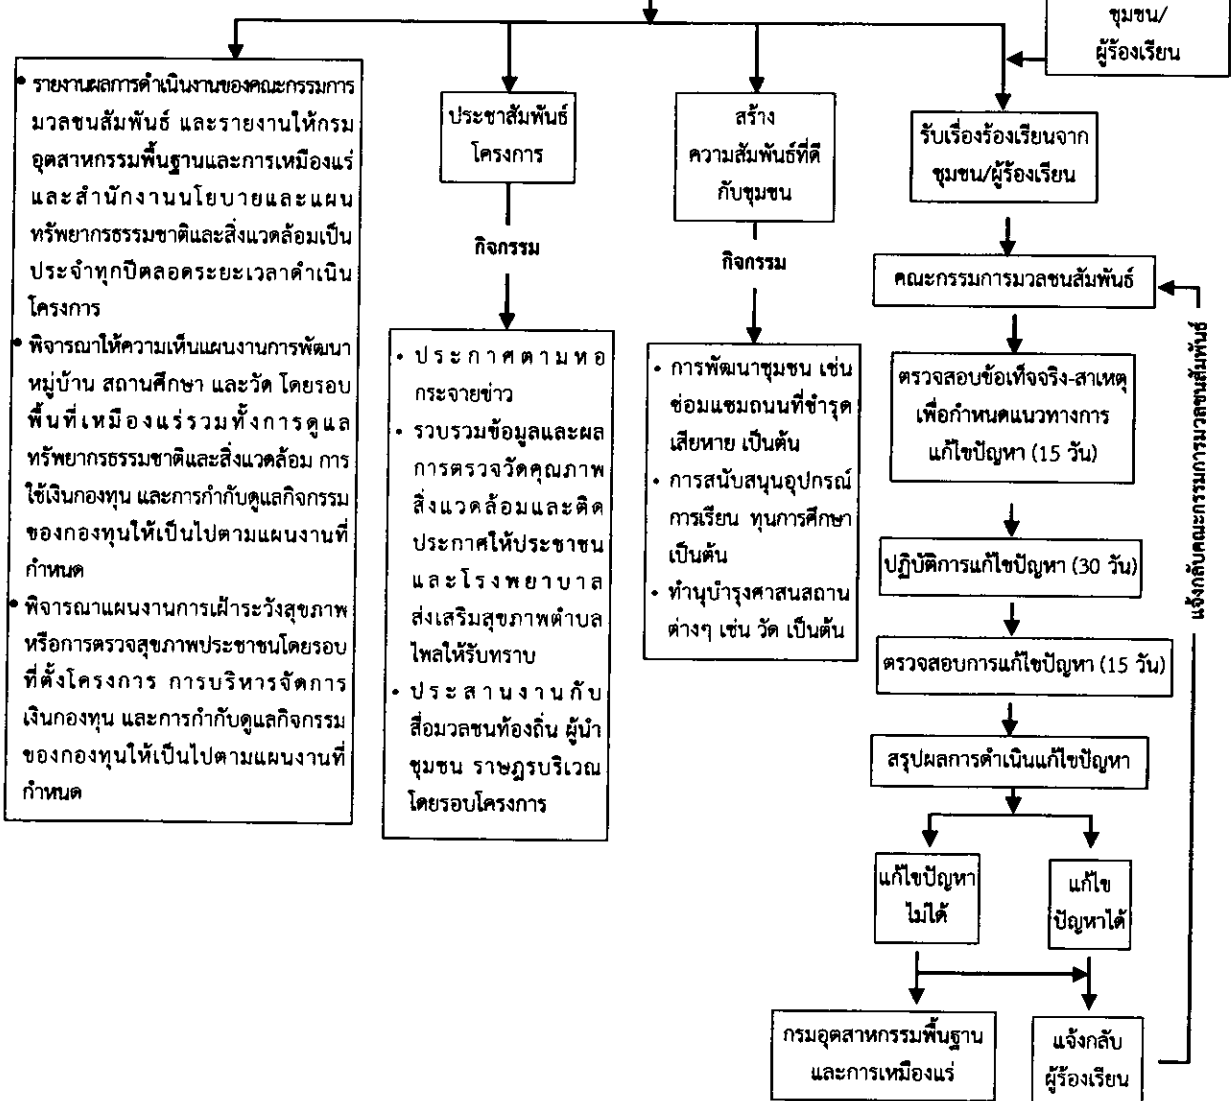 ชุมชน/
ผู้ร้องเรียน
• รายงานผลการดำเนินงานของคณะกรรมการ
มวลชนสัมพันธ์ และรายงานให้กรม
อุตสาหกรรมพื้นฐานและการเหมืองแร่
และสำนักงานนโยบายและแผน
ทรัพยากรธรรมชาติและสิ่งแวดล้อมเป็น
ประจำทุกปีตลอดระยะเวลาดำเนิน
โครงการ
• พิจารณาให้ความเห็นแผนงานการพัฒนา
หมู่บ้าน สถานศึกษา และวัด โดยรอบ
พื้นที่เหมืองแร่รวมทั้งการดูแล
ทรัพยากรธรรมชาติและสิ่งแวดล้อม การ
ใช้เงินกองทุน และการกำกับดูแลกิจกรรม
ของกองทุนให้เป็นไปตามแผนงานที่
กำหนด
• พิจารณาแผนงานการเฝ้าระวังสุขภาพ
หรือการตรวจสุขภาพประชาชนโดยรอบ
ที่ตั้งโครงการ การบริหารจัดการ
เงินกองทุน และการกำกับดูแลกิจกรรม
ของกองทุนให้เป็นไปตามแผนงานที่
กำหนด
ประชาสัมพันธ์
โครงการ
กิจกรรม
• ประกาศตามหอ
กระจายข่าว
• รวบรวมข้อมูลและผล
การตรวจวัดคุณภาพ
สิ่งแวดล้อมและติด
ประกาศให้ประชาชน
และโรงพยาบาล
ส่งเสริมสุขภาพตำบล
ไพลให้รับทราบ
• ประสานงานกับ
สื่อมวลชนท้องถิ่น ผู้นำ
ชุมชน ราษฎรบริเวณ
โดยรอบโครงการ
สร้าง
ความสัมพันธ์ที่ดี
กับชุมชน
กิจกรรม
• การพัฒนาชุมชน เช่น
ซ่อมแซมถนนที่ชำรุด
เสียหาย เป็นต้น
• การสนับสนุนอุปกรณ์
การเรียน ทุนการศึกษา
เป็นต้น
• ทำนุบำรุงศาสนสถาน
ต่างๆ เช่น วัด เป็นต้น
รับเรื่องร้องเรียนจาก
ชุมชน/ผู้ร้องเรียน
คณะกรรมการมวลชนสัมพันธ์
ตรวจสอบข้อเท็จจริง-สาเหตุ
เพื่อกำหนดแนวทางการ
แก้ไขปัญหา (15 วัน)
ปฏิบัติการแก้ไขปัญหา (30 วัน)
ตรวจสอบการแก้ไขปัญหา (15 วัน)
สรุปผลการดำเนินแก้ไขปัญหา
แก้ไขปัญหา
ไม่ได้
แก้ไข
ปัญหาได้
กรมอุตสาหกรรมพื้นฐาน
และการเหมืองแร่
แจ้งกลับ
ผู้ร้องเรียน
แจ้งกลับคณะกรรมการมวลชนสัมพันธ์